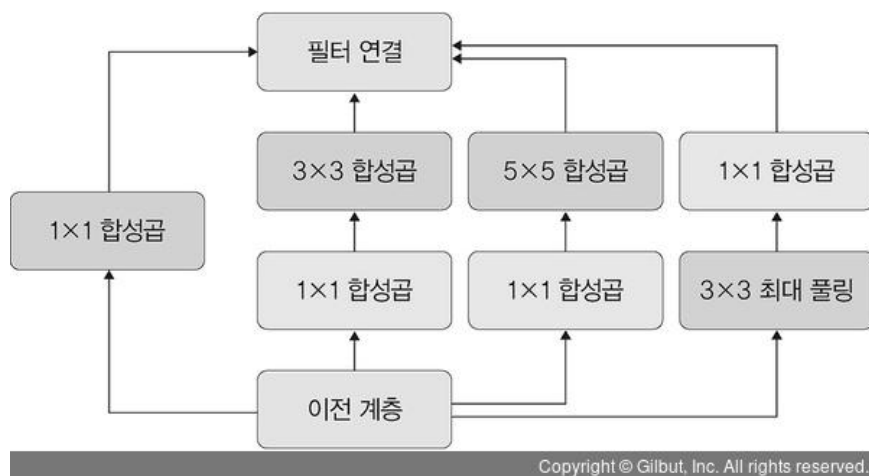 필터 연결
3×3 합성곱
5×5 합성곱
1×1 합성곱
1×1 합성곱
1×1 합성곱
1×1 합성곱
3×3 최대 풀링
이전 계층
Copyright © Gilbut, Inc. All rights reserved.